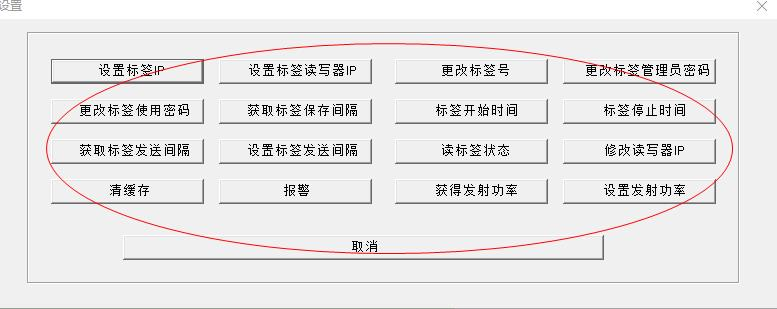 设置
设置标签IP 设置标签读写器IP 更改标签号 更改标签管理员密码
更改标签使用密码 获取标签保存间隔 标签开始时间 标签停止时间
获取标签发送间隔 设置标签发送间隔 读标签状态 修改读写器IP
清缓存 报警 获得发射功率 设置发射功率
取消